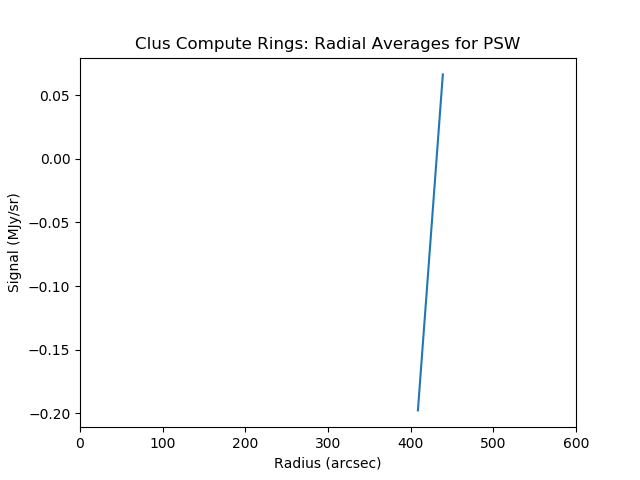 Clus Compute Rings: Radial Averages for PSW
0.05
0.00
−0.05
−0.10
−0.15
−0.20
Signal (MJy/sr)
0 100 200 300 400 500 600
Radius (arcsec)